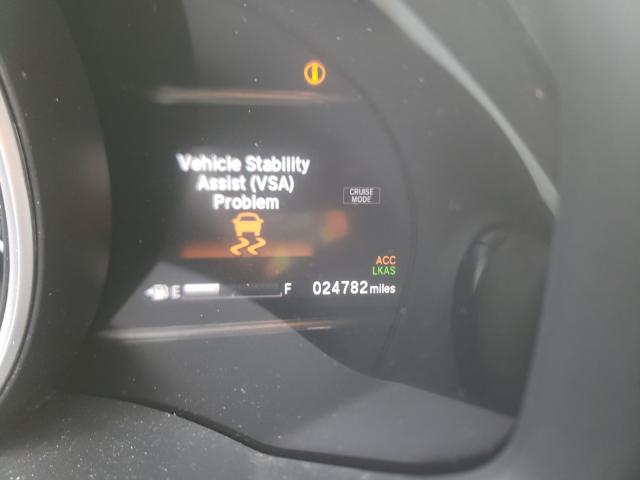 Vehicle Stability
Assist (VSA)
Problem
CRUISE
MODE
ACC
LKAS
E
F
024782 miles